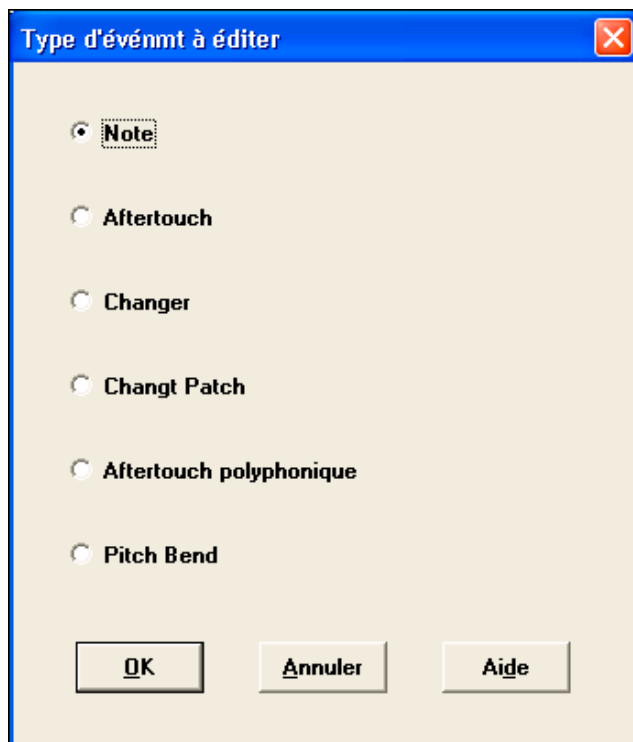 Type d'événmt à éditer
Note
Aftertouch
Changer
Changt Patch
Aftertouch polyphonique
Pitch Bend
OK Annuler Aide